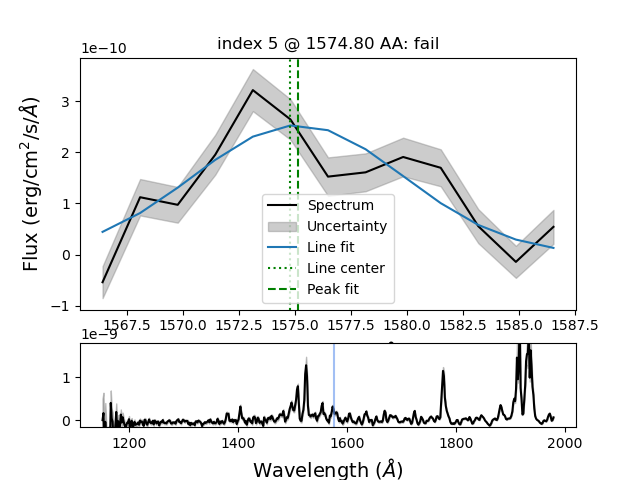 index 5 @ 1574.80 AA: fail
1e−10
Flux (erg/cm²/s/Å)
3
2
1
0
−1
Spectrum
Uncertainty
Line fit
Line center
Peak fit
1567.5 1570.0 1572.5 1575.0 1577.5 1580.0 1582.5 1585.0 1587.5
1e−9
1
0
1200 1400 1600 1800 2000
Wavelength (Å)